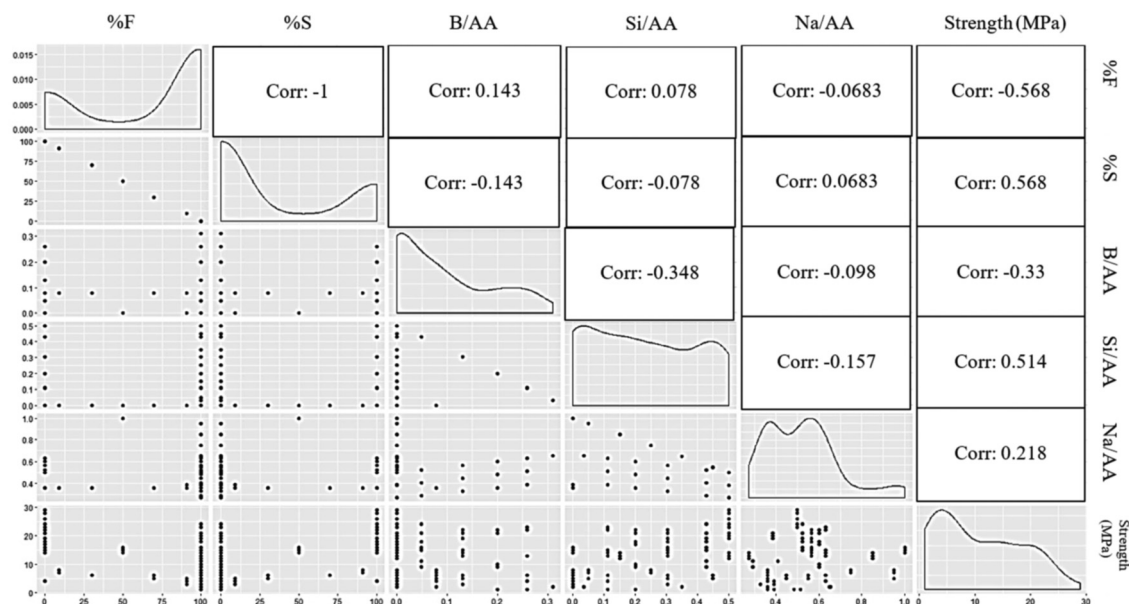 %F %S B/AA Si/AA Na/AA Strength (MPa)
0.015
0.010
0.005
0.000
Corr: -1 Corr: 0.143 Corr: 0.078 Corr: -0.0683 Corr: -0.568
%F
100
75
50
25
0
Corr: -0.143 Corr: -0.078 Corr: 0.0683 Corr: 0.568
%S
0.3
0.2
0.1
0.0
Corr: -0.348 Corr: -0.098 Corr: -0.33
B/AA
0.5
0.4
0.3
0.2
0.1
0.0
Corr: -0.157 Corr: 0.514
Si/AA
1.0
0.8
0.6
0.4
Corr: 0.218
Na/AA
30
20
10
0
Strength
(MPa)
0 25 50 75 100 0 25 50 75 100 0.0 0.1 0.2 0.3 0.0 0.1 0.2 0.3 0.4 0.5 0.4 0.6 0.8 1.0 0 10 20 30